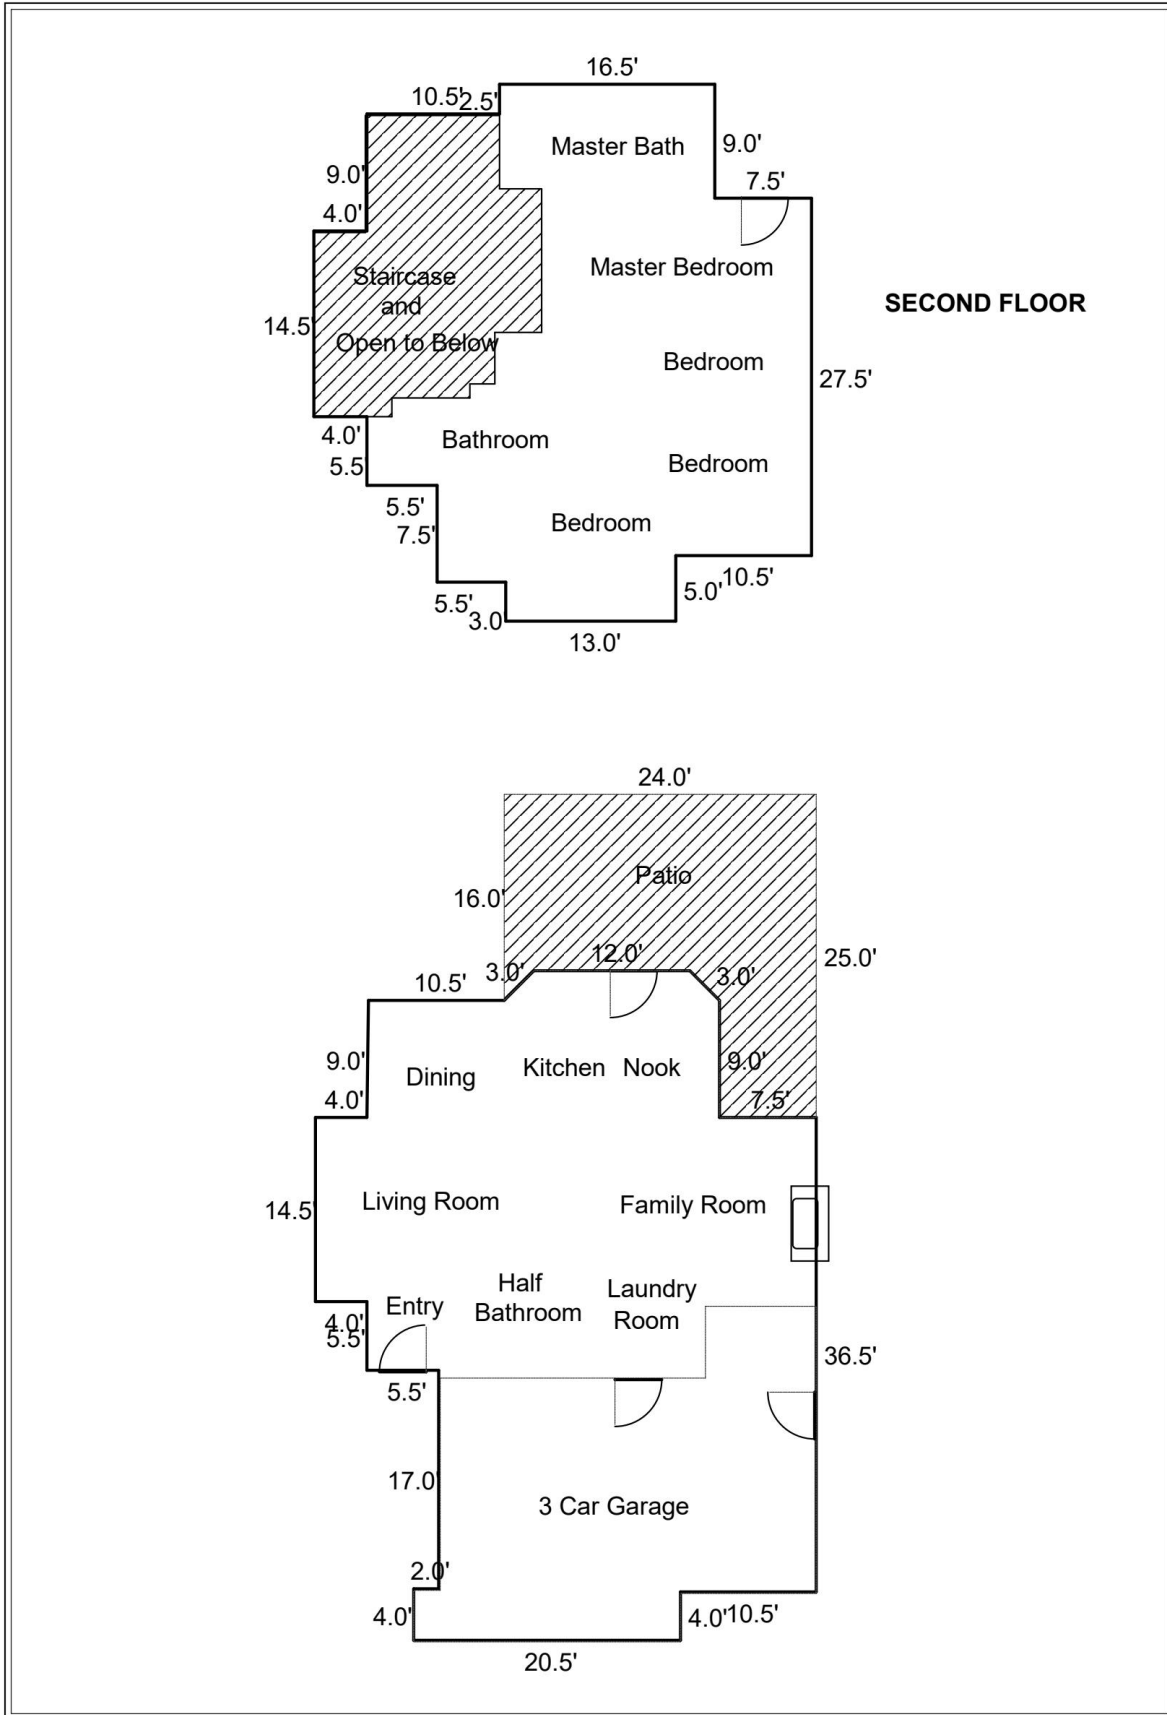 16.5'
10.5'
2.5'
Master Bath
9.0'
9.0'
7.5'
4.0'
Master Bedroom
Staircase
and
Open to Below
SECOND FLOOR
14.5'
Bedroom
27.5'
4.0'
Bathroom
5.5'
Bedroom
5.5'
7.5'
Bedroom
5.0'
10.5'
5.5'
3.0'
13.0'
24.0'
Patio
16.0'
12.0'
25.0'
10.5'
3.0'
3.0'
9.0'
Dining
Kitchen Nook
9.0'
4.0'
7.5'
14.5'
Living Room
Family Room
Half
Bathroom
Laundry
Room
Entry
4.0'
5.5'
36.5'
5.5'
17.0'
3 Car Garage
2.0'
4.0'
4.0'
10.5'
20.5'